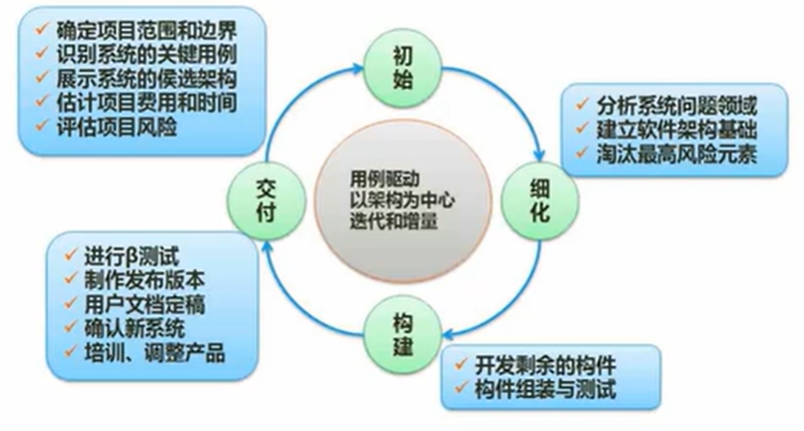 确定项目范围和边界
识别系统的关键用例
展示系统的侯选架构
估计项目费用和时间
评估项目风险
初
始
分析系统问题领域
建立软件架构基础
淘汰最高风险元素
细
化
用例驱动
以架构为中心
迭代和增量
交
付
进行β测试
制作发布版本
用户文档定稿
确认新系统
培训、调整产品
构
建
开发剩余的构件
构件组装与测试